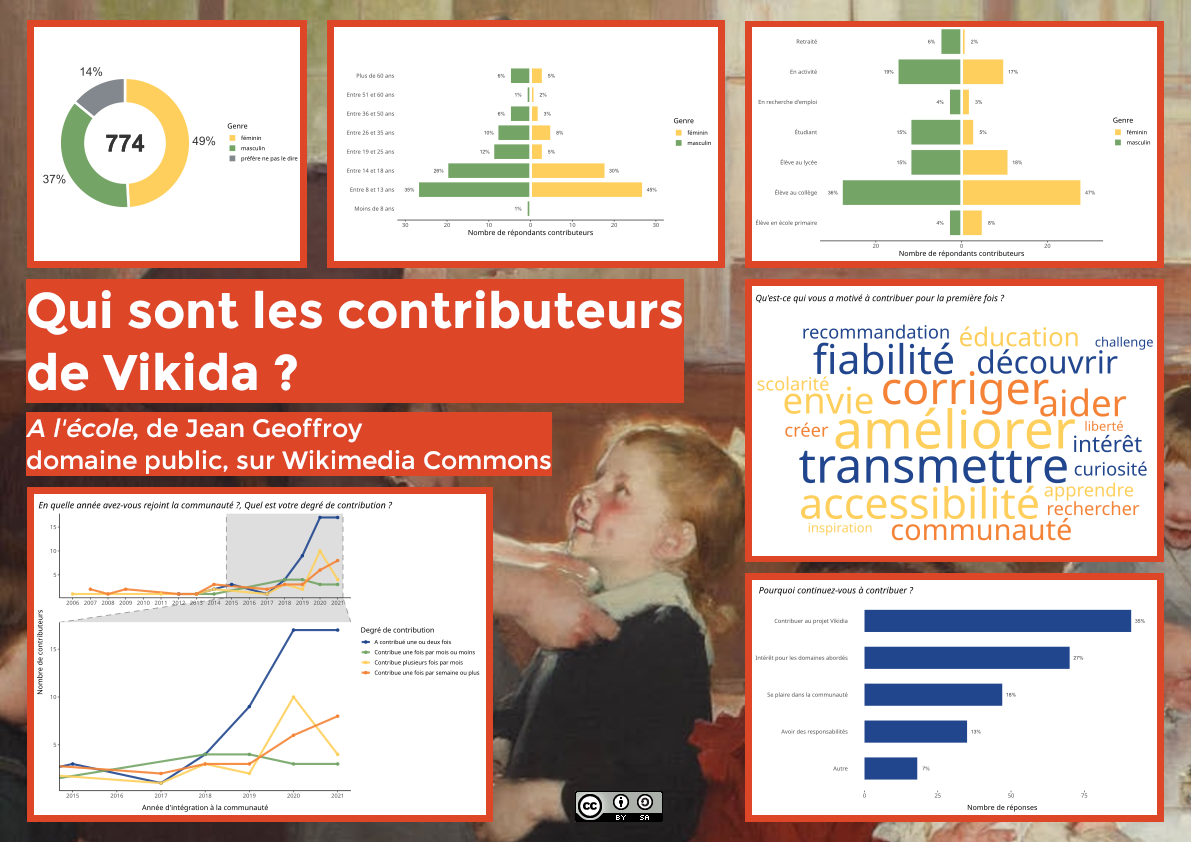 14%
774
49%
37%
Genre
féminin
masculin
préfère ne pas le dire
Plus de 60 ans
6%
5%
Entre 51 et 60 ans
1%
2%
Entre 36 et 50 ans
6%
3%
Entre 26 et 35 ans
10%
8%
Entre 19 et 25 ans
12%
5%
Entre 14 et 18 ans
26%
30%
Entre 8 et 13 ans
35%
45%
Moins de 8 ans
1%
30 20 10 0 10 20 30
Nombre de répondants contributeurs
Genre
féminin
masculin
Retraité
6%
2%
En activité
19%
17%
En recherche d'emploi
4%
3%
Étudiant
15%
5%
Élève au lycée
15%
18%
Élève au collège
36%
47%
Élève en école primaire
4%
8%
20 0 20
Nombre de répondants contributeurs
Genre
féminin
masculin
Qui sont les contributeurs
de Vikida ?
A l'école, de Jean Geoffroy
domaine public, sur Wikimedia Commons
Qu'est-ce qui vous a motivé à contribuer pour la première fois ?
recommandation
éducation
challenge
fiabilité
découvrir
scolarité
envie
corriger
aider
créer
améliorer
liberté
intérêt
transmettre
curiosité
accessibilité
apprendre
rechercher
inspiration
communauté
En quelle année avez-vous rejoint la communauté ?, Quel est votre degré de contribution ?
15
10
5
2006 2007 2008 2009 2010 2011 2012 2013 2014 2015 2016 2017 2018 2019 2020 2021
Nombre de contributeurs
15
10
5
2015 2016 2017 2018 2019 2020 2021
Année d'intégration à la communauté
Degré de contribution
A contribué une ou deux fois
Contribue une fois par mois ou moins
Contribue plusieurs fois par mois
Contribue une fois par semaine ou plus
cc
BY SA
Pourquoi continuez-vous à contribuer ?
Contribuer au projet Vikidia
35%
Intérêt pour les domaines abordés
27%
Se plaire dans la communauté
18%
Avoir des responsabilités
13%
Autre
7%
0 25 50 75
Nombre de réponses